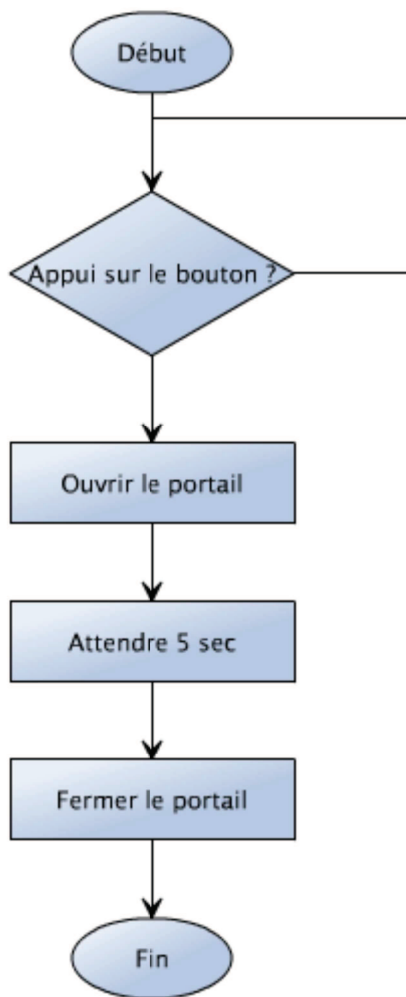 Début
Appui sur le bouton ?
Ouvrir le portail
Attendre 5 sec
Fermer le portail
Fin